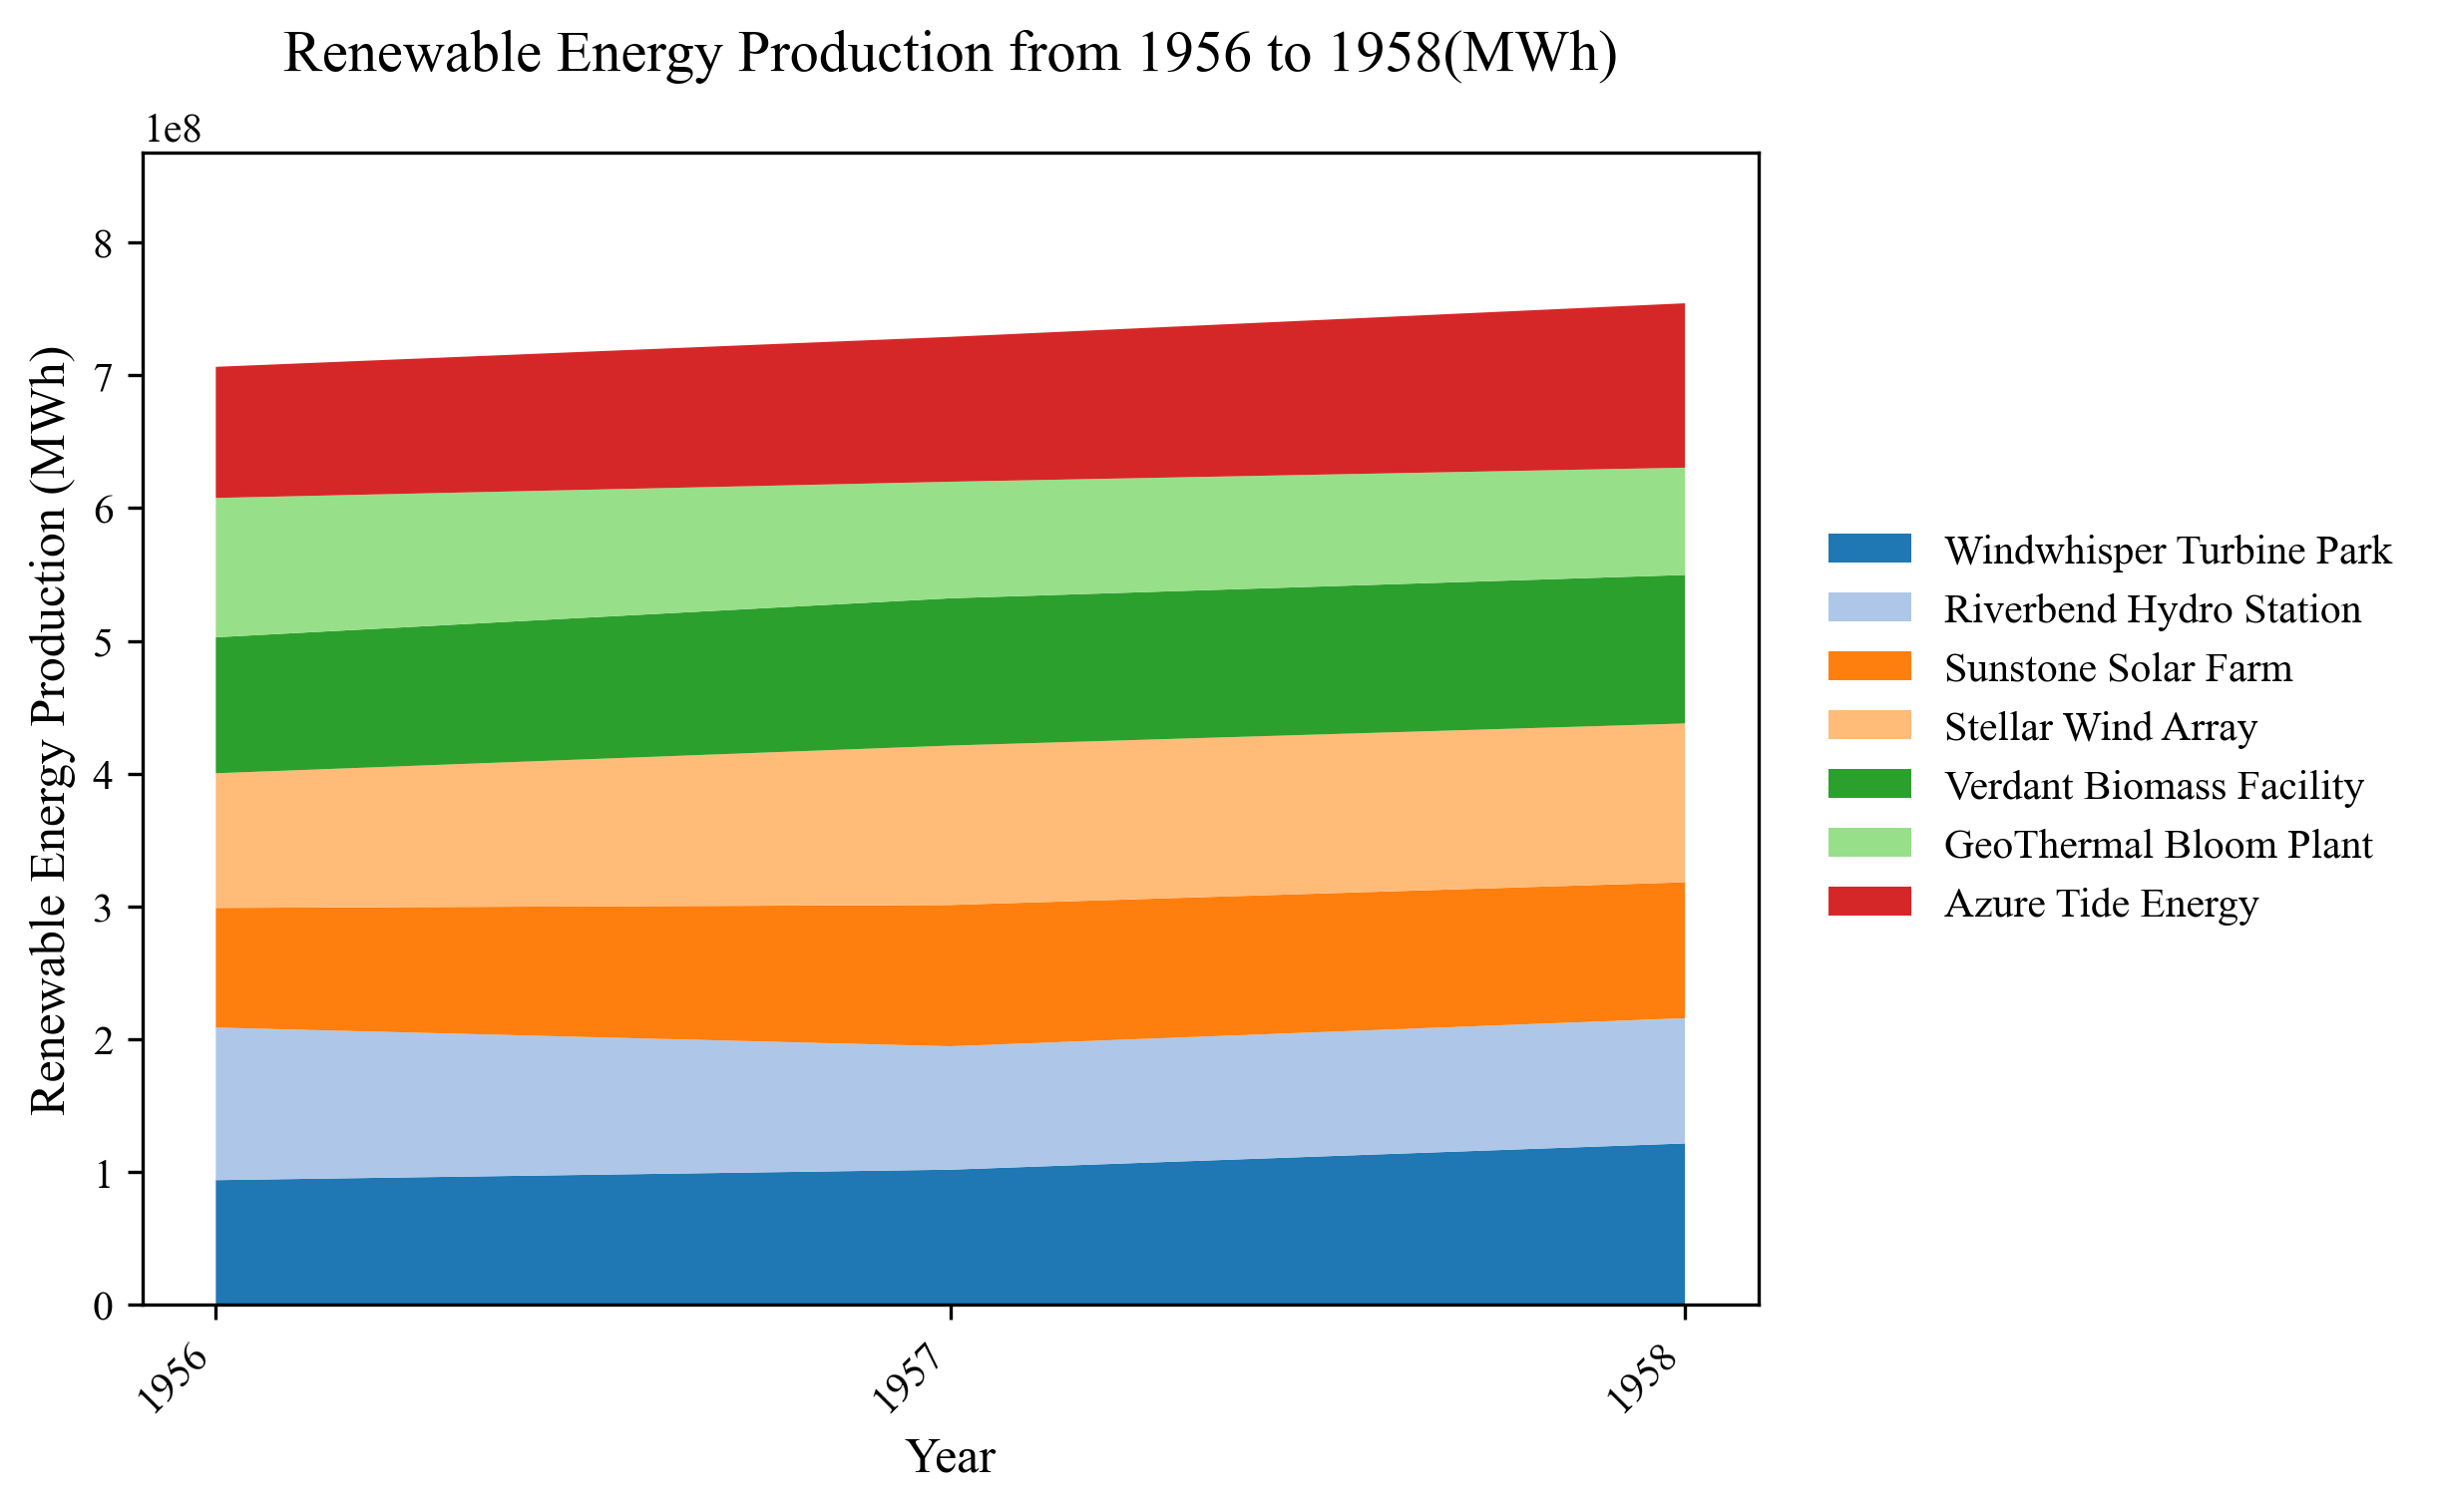 Renewable Energy Production from 1956 to 1958(MWh)
1e8
8
7
6
5
4
3
2
1
0
Renewable Energy Production (MWh)
1956
1957
1958
Year
Windwhisper Turbine Park
Riverbend Hydro Station
Sunstone Solar Farm
Stellar Wind Array
Verdant Biomass Facility
GeoThermal Bloom Plant
Azure Tide Energy